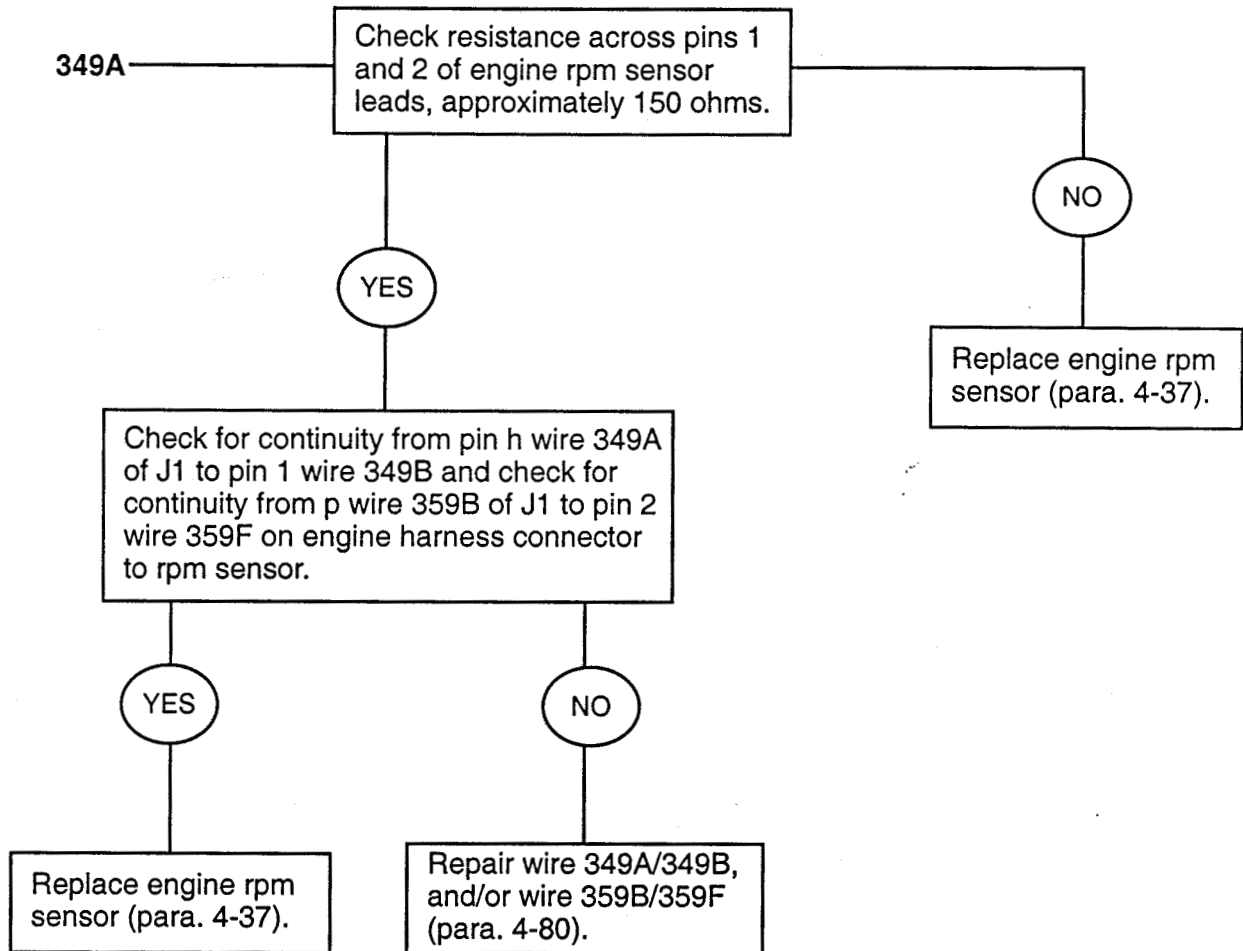 349A
Check resistance across pins 1
and 2 of engine rpm sensor
leads, approximately 150 ohms.
NO
YES
Replace engine rpm
sensor (para. 4-37).
Check for continuity from pin h wire 349A
of J1 to pin 1 wire 349B and check for
continuity from p wire 359B of J1 to pin 2
wire 359F on engine harness connector
to rpm sensor.
YES
NO
Replace engine rpm
sensor (para. 4-37).
Repair wire 349A/349B,
and/or wire 359B/359F
(para. 4-80).